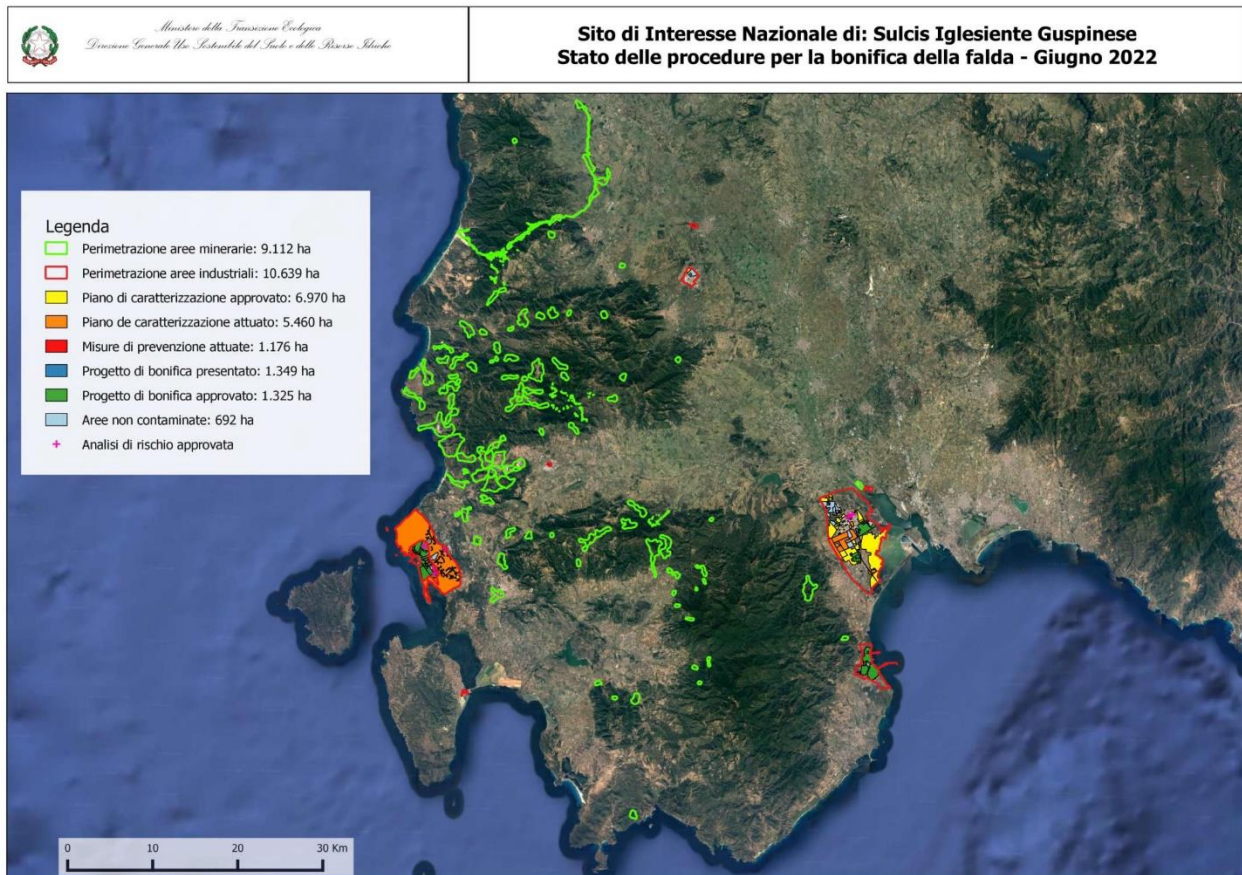 Ministero della Transizione Ecologica
Direzione Generale Uso Sostenibile del Suolo e delle Risorse Idriche
Sito di Interesse Nazionale di: Sulcis Iglesiente Guspinese
Stato delle procedure per la bonifica della falda - Giugno 2022
Legenda
Perimetrazione aree minerarie: 9.112 ha
Perimetrazione aree industriali: 10.639 ha
Piano di caratterizzazione approvato: 6.970 ha
Piano de caratterizzazione attuato: 5.460 ha
Misure di prevenzione attuate: 1.176 ha
Progetto di bonifica presentato: 1.349 ha
Progetto di bonifica approvato: 1.325 ha
Aree non contaminate: 692 ha
Analisi di rischio approvata
0 10 20 30 Km